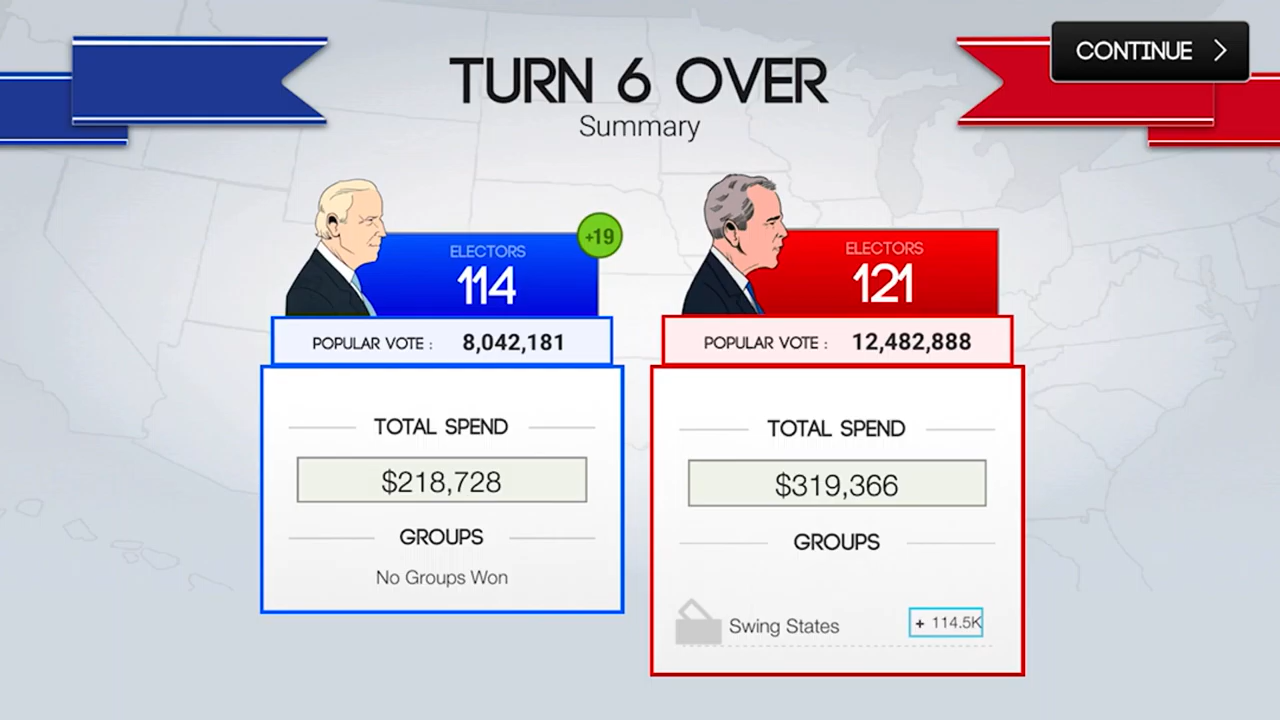 CONTINUE
TURN 6 OVER
Summary
+19
ELECTORS
114
POPULAR VOTE : 8,042,181
TOTAL SPEND
$218,728
GROUPS
No Groups Won
ELECTORS
121
POPULAR VOTE : 12,482,888
TOTAL SPEND
$319,366
GROUPS
Swing States + 114.5K